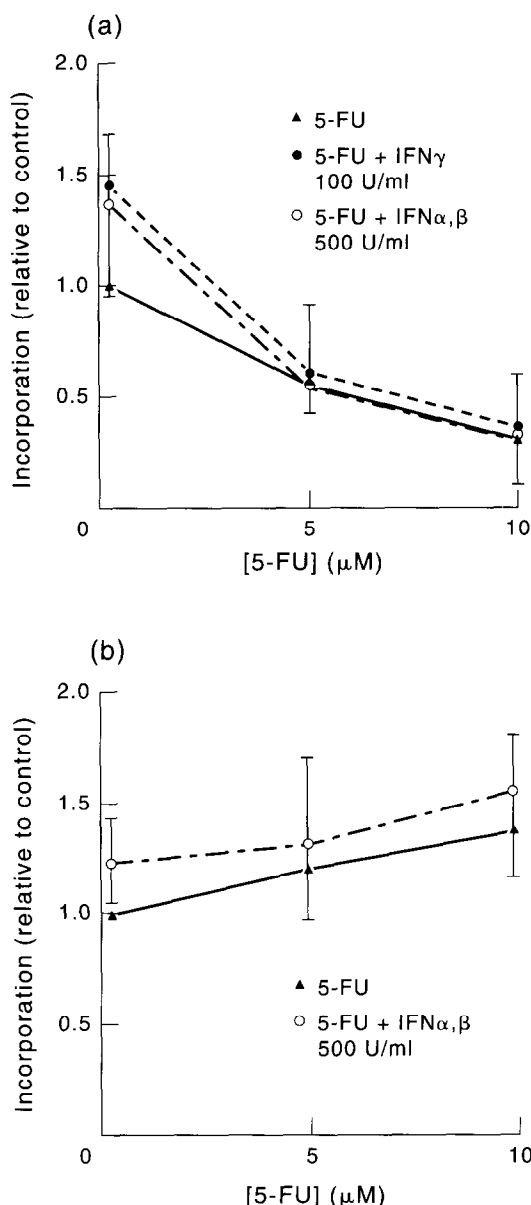 (a)
2.0
1.5
1.0
0.5
0
5
10
Incorporation (relative to control)
[5-FU] (μM)
5-FU
5-FU + IFNγ
100 U/ml
5-FU + IFNα,β
500 U/ml
(b)
2.0
1.5
1.0
0.5
0
5
10
Incorporation (relative to control)
[5-FU] (μM)
5-FU
5-FU + IFNα,β
500 U/ml